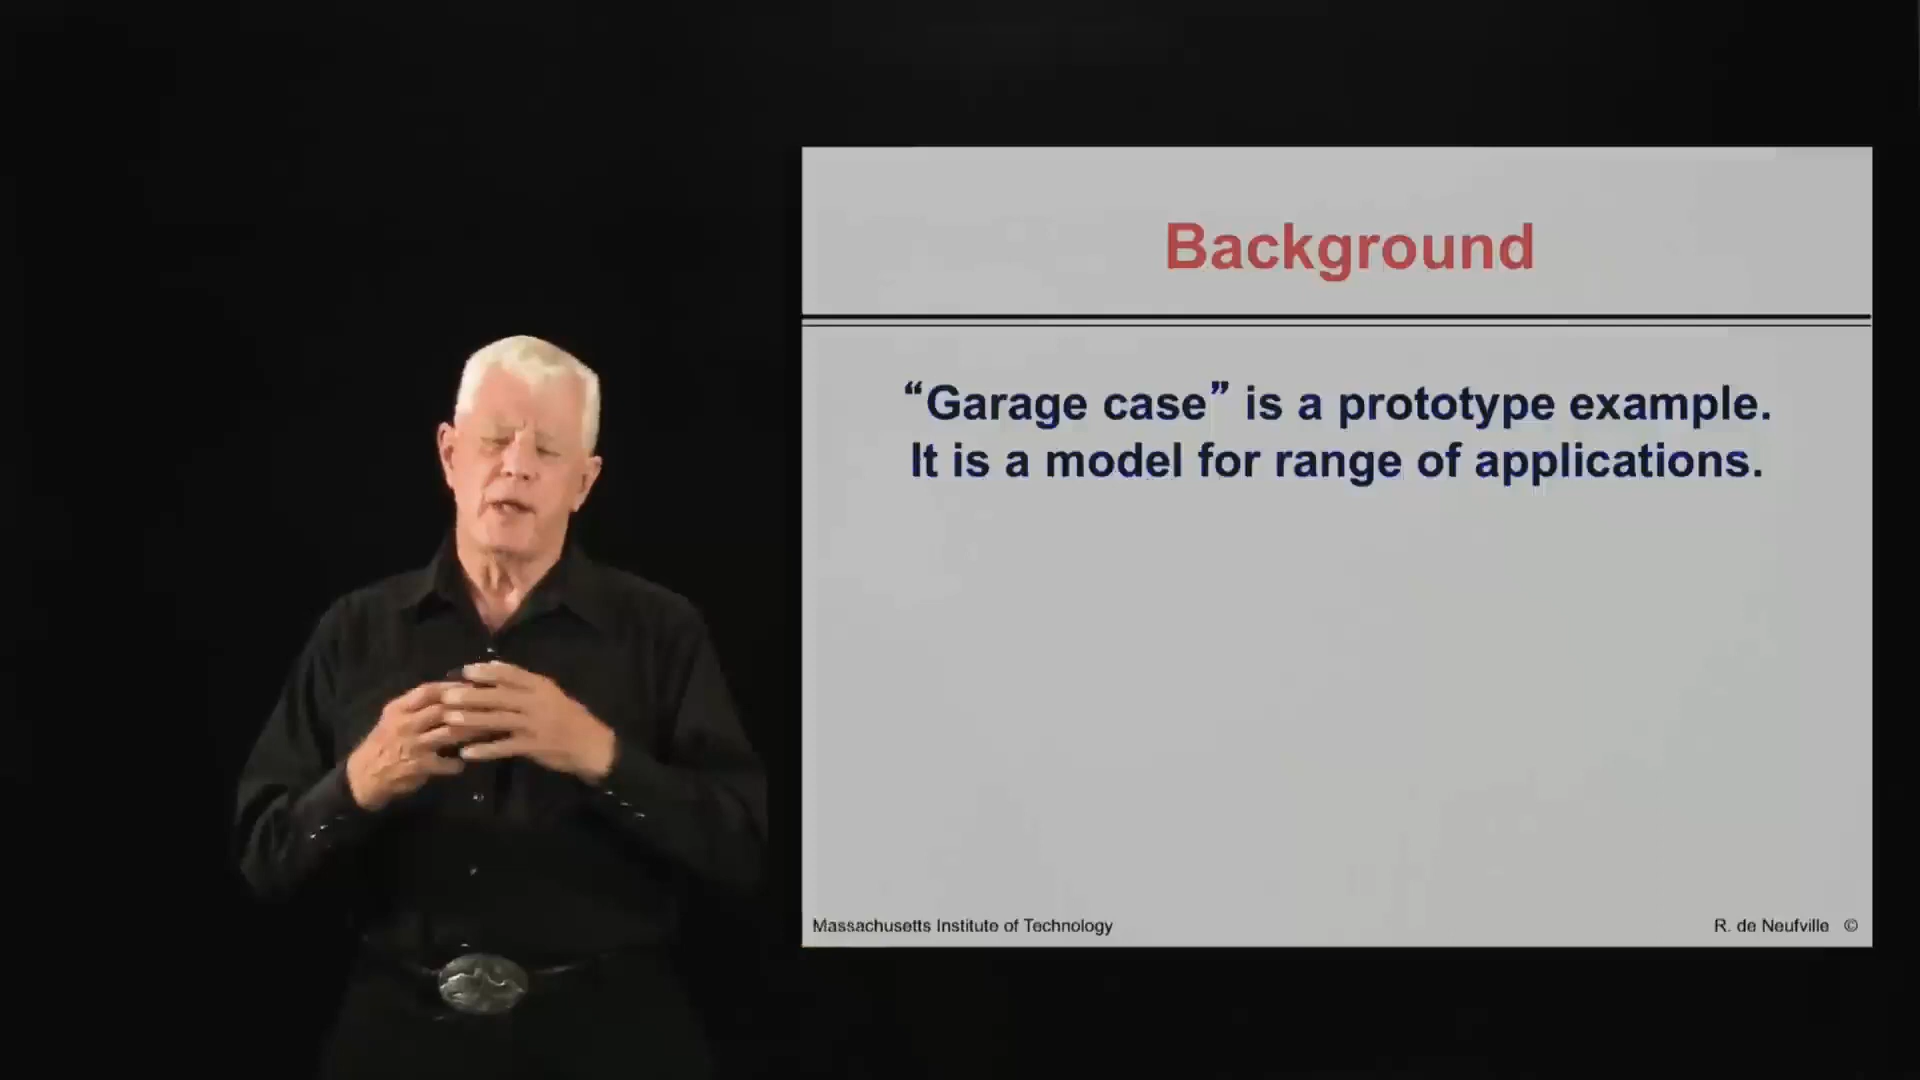 Background
“Garage case” is a prototype example.
It is a model for range of applications.
Massachusetts Institute of Technology
R. de Neufville ©